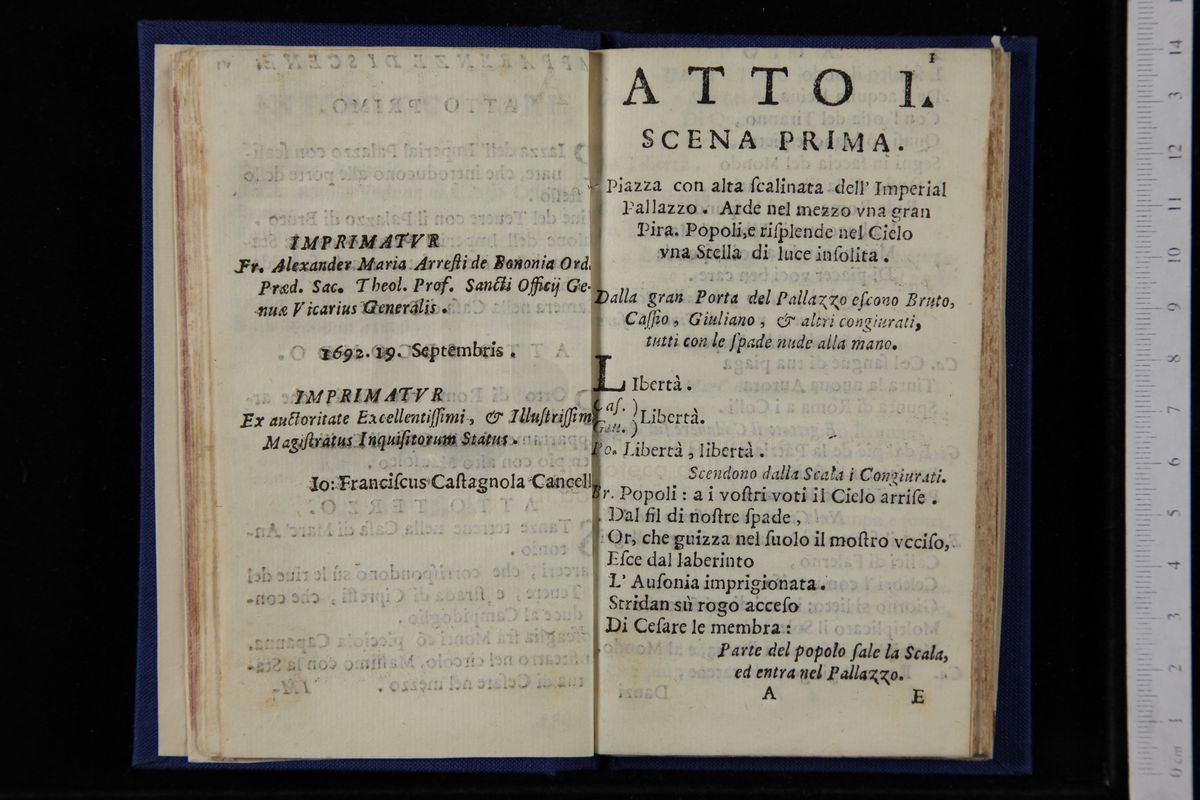 IMPRIMATVR
Fr. Alexander Maria Arreſti de Bononia Ord.
Præd. Sac. Theol. Prof. Sancti Officij Ge-
nuæ Vicarius Generalis.
1692. 19. Septembris.
IMPRIMATVR
Ex auctoritate Excellentiſſimi, & Illuſtriſſim
Magiſtratus Inquiſitorum Status.
Io: Franciſcus Caſtagnola Cancell
1
ATTO I.
SCENA PRIMA.
Piazza con alta ſcalinata dell' Imperial
Pallazzo. Arde nel mezzo vna gran
Pira. Popoli, e riſplende nel Cielo
vna Stella di luce inſolita.
Dalla gran Porta del Pallazzo eſcono Bruto,
Caſſio, Giuliano, & altri congiurati,
tutti con le ſpade nude alla mano.
LIbertà.
Caſ. )
Giu. ) Libertà.
Po. Libertà, libertà.
Scendono dalla Scala i Congiurati.
Br. Popoli: a i voſtri voti il Cielo arriſe.
Dal fil di noſtre ſpade,
Or, che guizza nel ſuolo il moſtro vcciſo,
Eſce dal laberinto
L' Auſonia imprigionata.
Stridan sù rogo acceſo
Di Ceſare le membra:
Parte del popolo ſale la Scala,
ed entra nel Pallazzo.
A E